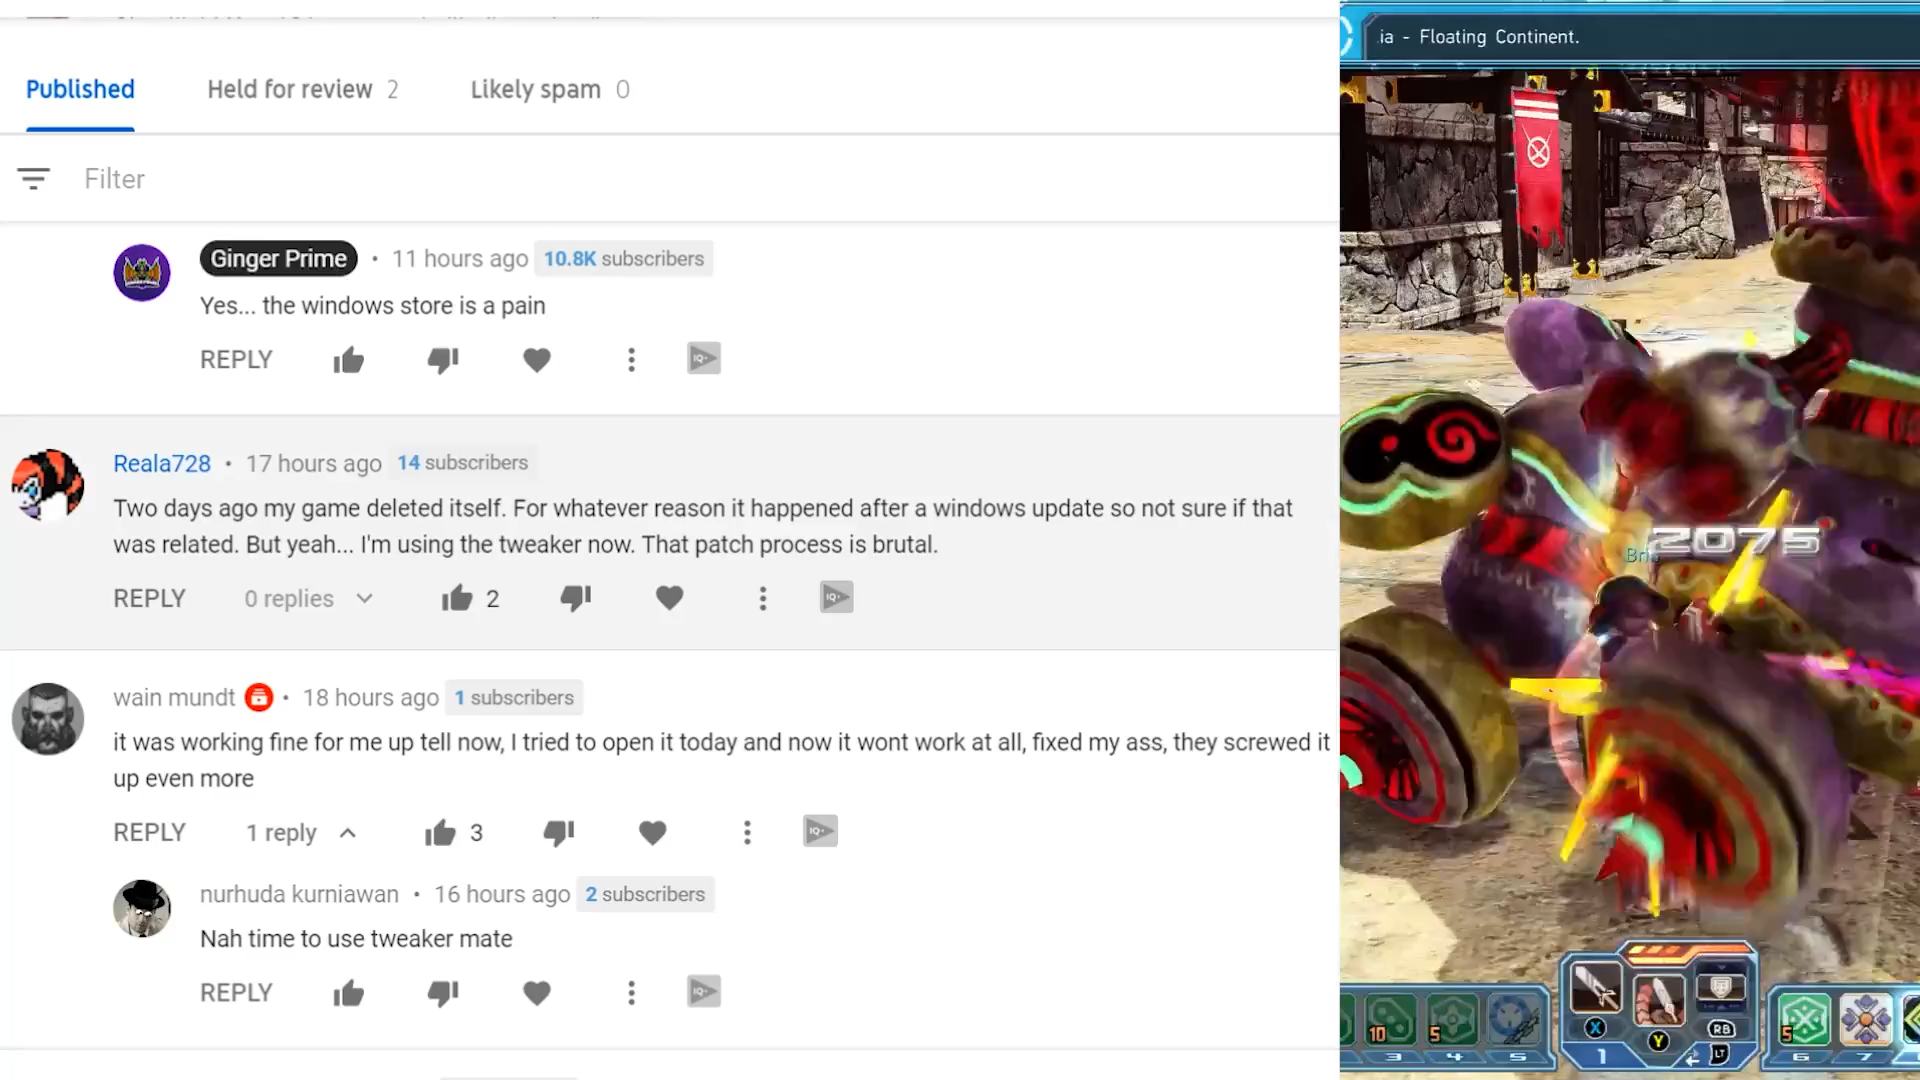 Published Held for review 2 Likely spam 0
Filter
Ginger Prime • 11 hours ago 10.8K subscribers
Yes... the windows store is a pain
REPLY
Reala728 • 17 hours ago 14 subscribers
Two days ago my game deleted itself. For whatever reason it happened after a windows update so not sure if that
was related. But yeah... I'm using the tweaker now. That patch process is brutal.
REPLY 0 replies 2
wain mundt • 18 hours ago 1 subscribers
it was working fine for me up tell now, I tried to open it today and now it wont work at all, fixed my ass, they screwed it
up even more
REPLY 1 reply 3
nurhuda kurniawan • 16 hours ago 2 subscribers
Nah time to use tweaker mate
REPLY
ia - Floating Continent.
2075
10 5 X Y RB 5
3 4 5 1 LT 6 7